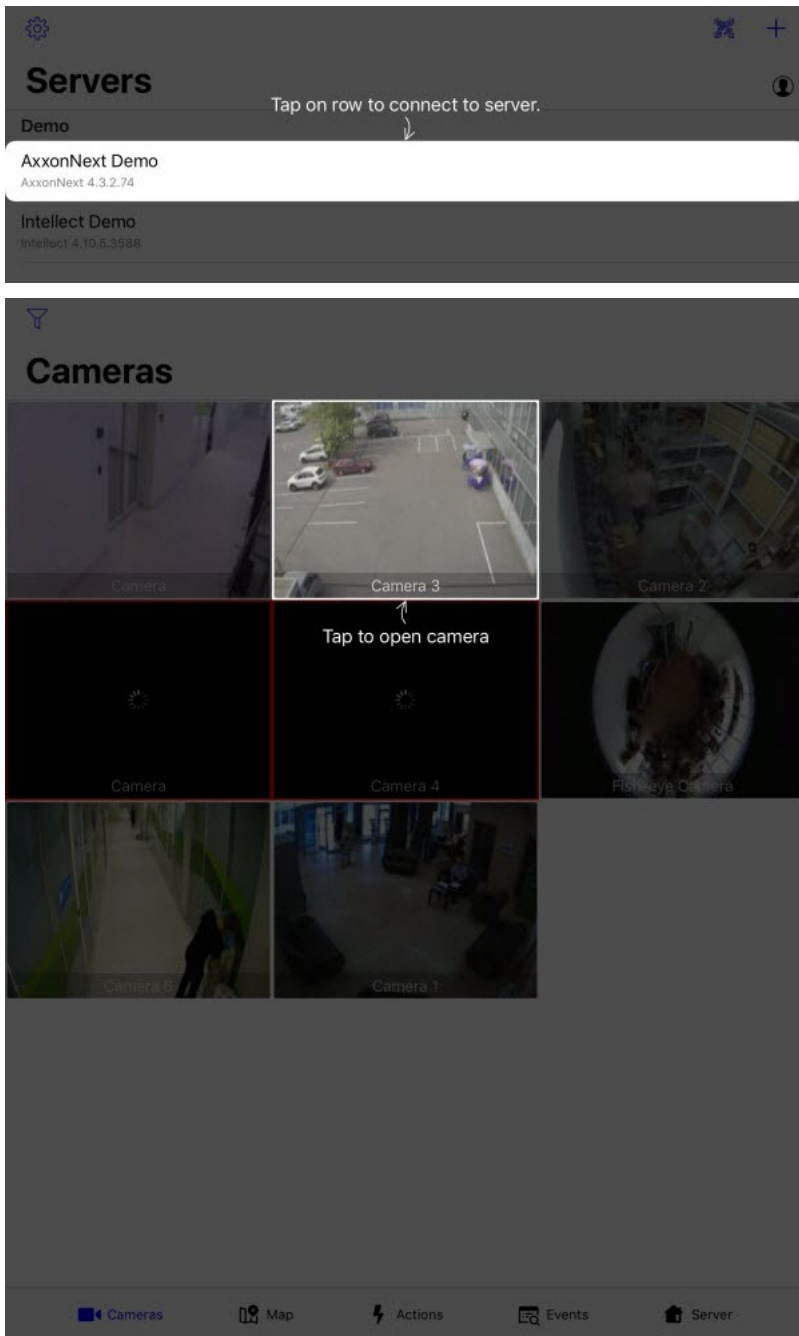 Servers
Tap on row to connect to server.
Demo
AxxonNext Demo
AxxonNext 4.3.2.74
Intellect Demo
Intellect 4.10.5.3588
Cameras
Camera
Camera 3
Camera 2
Tap to open camera
Camera
Camera 4
Fish-eye Camera
Camera 6
Camera 1
Cameras
Map
Actions
Events
Server